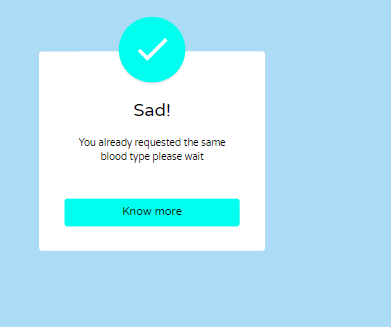 Sad!
You already requested the same
blood type please wait
Know more